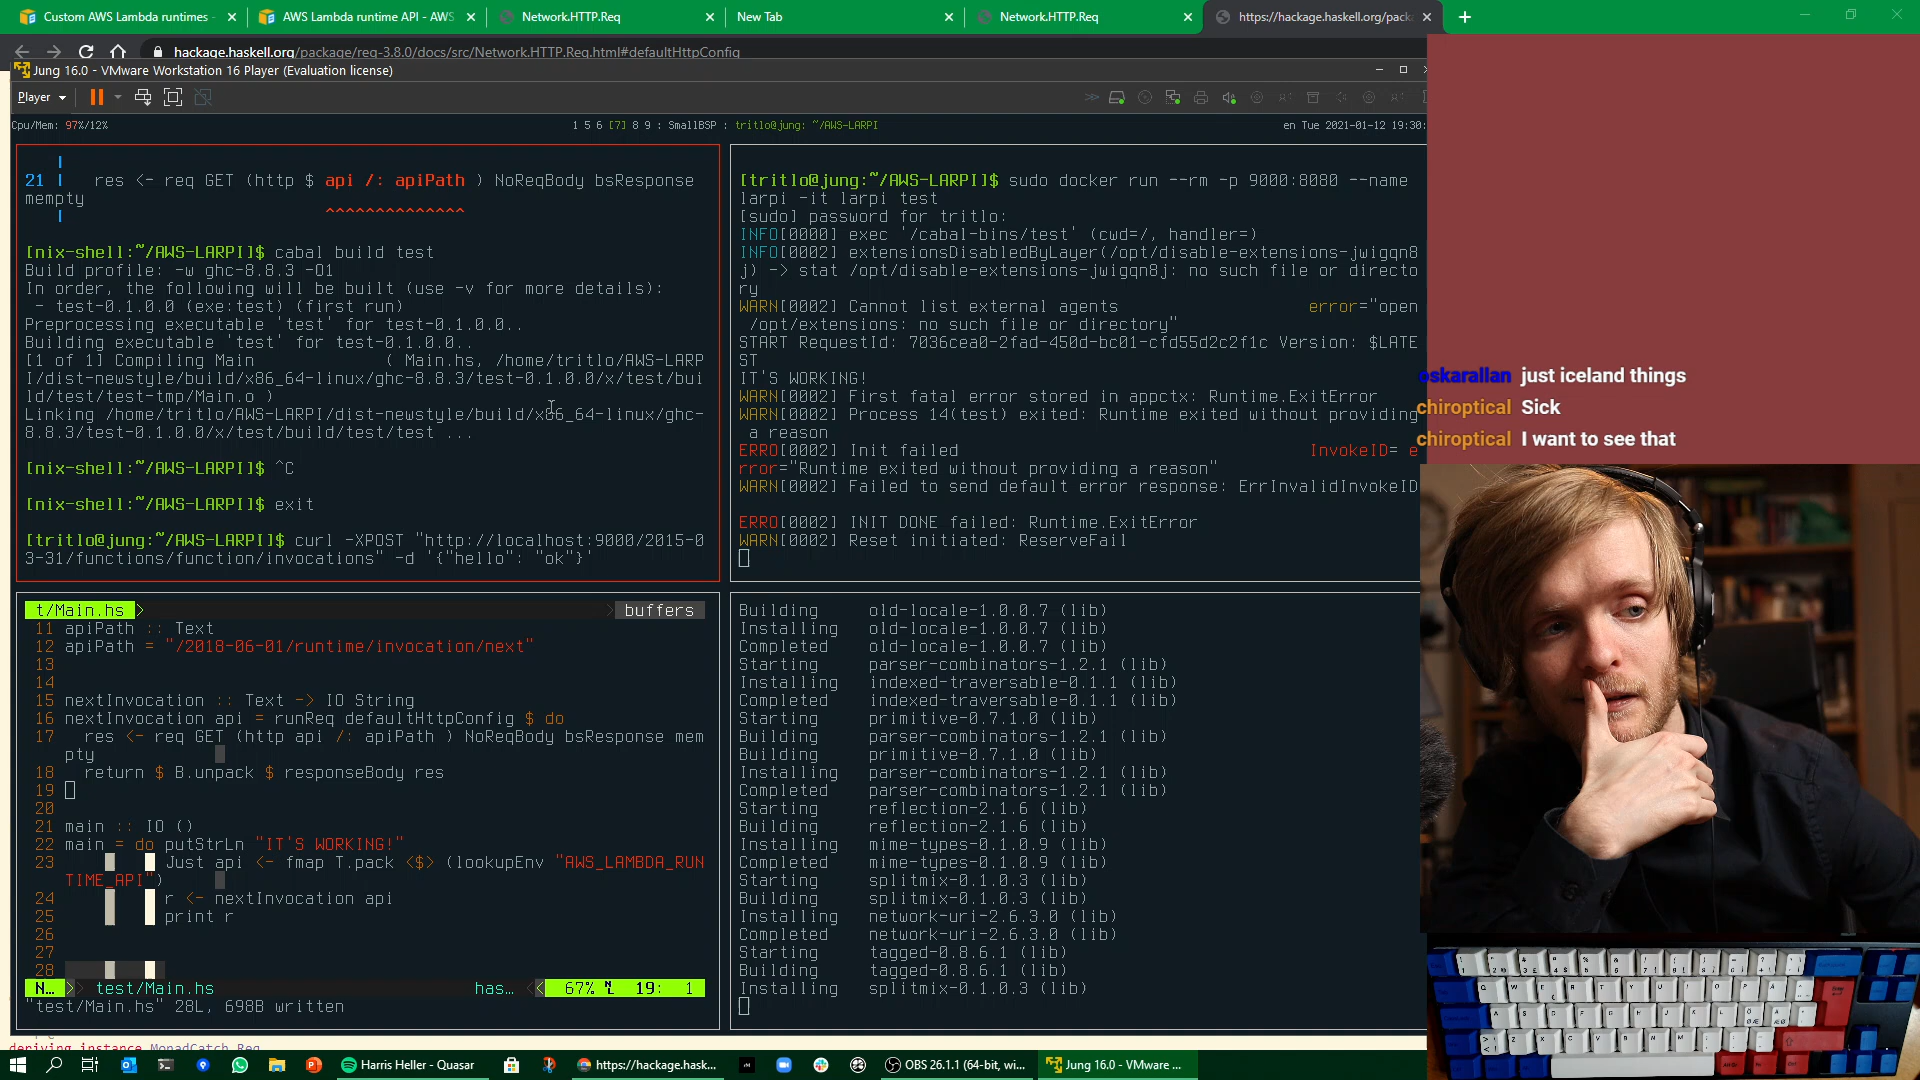 Custom AWS Lambda runtimes -
AWS Lambda runtime API - AWS
Network.HTTP.Req
New Tab
Network.HTTP.Req
https://hackage.haskell.org/pack
hackage.haskell.org/package/req-3.8.0/docs/src/Network.HTTP.Req.html#defaultHttpConfig
Jung 16.0 - VMware Workstation 16 Player (Evaluation license)
Player
Cpu/Mem: 97%/12%
1 5 6 [7] 8 9 : SmallBSP : tritlo@jung: ~/AWS-LARPI
en Tue 2021-01-12 19:30:
21 | res <- req GET (http $ api /: apiPath ) NoReqBody bsResponse
mempty
^^^^^^^^^^^^^^
[nix-shell:~/AWS-LARPI]$ cabal build test
Build profile: -w ghc-8.8.3 -O1
In order, the following will be built (use -v for more details):
- test-0.1.0.0 (exe:test) (first run)
Preprocessing executable 'test' for test-0.1.0.0..
Building executable 'test' for test-0.1.0.0..
[1 of 1] Compiling Main ( Main.hs, /home/tritlo/AWS-LARP
I/dist-newstyle/build/x86_64-linux/ghc-8.8.3/test-0.1.0.0/x/test/bui
ld/test/test-tmp/Main.o )
Linking /home/tritlo/AWS-LARPI/dist-newstyle/build/x86_64-linux/ghc-
8.8.3/test-0.1.0.0/x/test/build/test/test ...
[nix-shell:~/AWS-LARPI]$ ^C
[nix-shell:~/AWS-LARPI]$ exit
[tritlo@jung:~/AWS-LARPI]$ curl -XPOST "http://localhost:9000/2015-0
3-31/functions/function/invocations" -d '{"hello": "ok"}'
[tritlo@jung:~/AWS-LARPI]$ sudo docker run --rm -p 9000:8080 --name
larpi -it larpi test
[sudo] password for tritlo:
INFO[0000] exec '/cabal-bins/test' (cwd=/, handler=)
INFO[0002] extensionsDisabledByLayer(/opt/disable-extensions-jwigqn8
j) -> stat /opt/disable-extensions-jwigqn8j: no such file or directo
ry
WARN[0002] Cannot list external agents error="open
/opt/extensions: no such file or directory"
START RequestId: 7036cea0-2fad-450d-bc01-cfd55d2c2f1c Version: $LATE
ST
IT'S WORKING!
WARN[0002] First fatal error stored in appctx: Runtime.ExitError
WARN[0002] Process 14(test) exited: Runtime exited without providing
a reason
ERRO[0002] Init failed InvokeID= e
rror="Runtime exited without providing a reason"
WARN[0002] Failed to send default error response: ErrInvalidInvokeID
ERRO[0002] INIT DONE failed: Runtime.ExitError
WARN[0002] Reset initiated: ReserveFail
oskarallan just iceland things
chiroptical Sick
chiroptical I want to see that
t/Main.hs
buffers
11 apiPath :: Text
12 apiPath = "/2018-06-01/runtime/invocation/next"
13
14
15 nextInvocation :: Text -> IO String
16 nextInvocation api = runReq defaultHttpConfig $ do
17 res <- req GET (http api /: apiPath ) NoReqBody bsResponse mem
pty
18 return $ B.unpack $ responseBody res
19
20
21 main :: IO ()
22 main = do putStrLn "IT'S WORKING!"
23 Just api <- fmap T.pack <$> (lookupEnv "AWS_LAMBDA_RUN
TIME_API")
24 r <- nextInvocation api
25 print r
26
27
28
N… test/Main.hs has… 67% 19: 1
"test/Main.hs" 28L, 698B written
Building old-locale-1.0.0.7 (lib)
Installing old-locale-1.0.0.7 (lib)
Completed old-locale-1.0.0.7 (lib)
Starting parser-combinators-1.2.1 (lib)
Installing indexed-traversable-0.1.1 (lib)
Completed indexed-traversable-0.1.1 (lib)
Starting primitive-0.7.1.0 (lib)
Building parser-combinators-1.2.1 (lib)
Building primitive-0.7.1.0 (lib)
Installing parser-combinators-1.2.1 (lib)
Completed parser-combinators-1.2.1 (lib)
Starting reflection-2.1.6 (lib)
Building reflection-2.1.6 (lib)
Installing mime-types-0.1.0.9 (lib)
Completed mime-types-0.1.0.9 (lib)
Starting splitmix-0.1.0.3 (lib)
Building splitmix-0.1.0.3 (lib)
Installing network-uri-2.6.3.0 (lib)
Completed network-uri-2.6.3.0 (lib)
Starting tagged-0.8.6.1 (lib)
Building tagged-0.8.6.1 (lib)
Installing splitmix-0.1.0.3 (lib)
deriving instance MonadCatch Req
Harris Heller - Quasar
https://hackage.hask...
OBS 26.1.1 (64-bit, wi...
Jung 16.0 - VMware ...